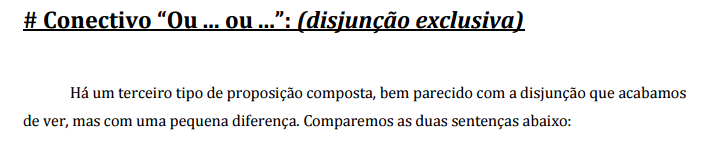 # Conectivo “Ou ... ou ...”: (disjunção exclusiva)
Há um terceiro tipo de proposição composta, bem parecido com a disjunção que acabamos
de ver, mas com uma pequena diferença. Comparemos as duas sentenças abaixo: